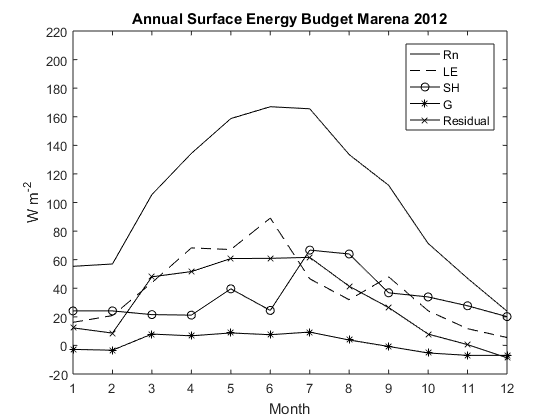 Annual Surface Energy Budget Marena 2012
220
200
180
160
140
120
100
80
60
40
20
0
-20
W m-2
Rn
LE
SH
G
Residual
1 2 3 4 5 6 7 8 9 10 11 12
Month